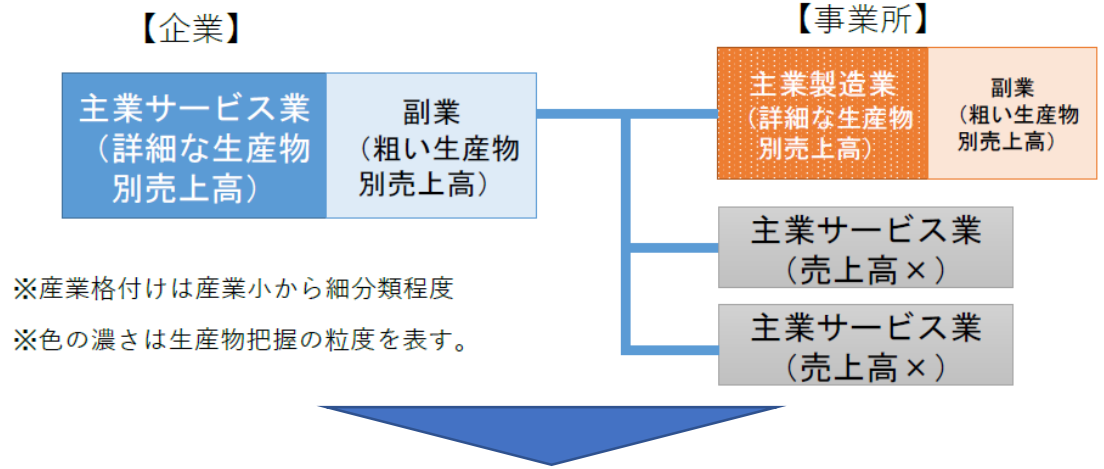 【企業】
主業サービス業
（詳細な生産物
別売上高）
副業
（粗い生産物
別売上高）
【事業所】
主業製造業
（詳細な生産物
別売上高）
副業
（粗い生産物
別売上高）
主業サービス業
（売上高×）
主業サービス業
（売上高×）
※産業格付けは産業小から細分類程度
※色の濃さは生産物把握の粒度を表す。